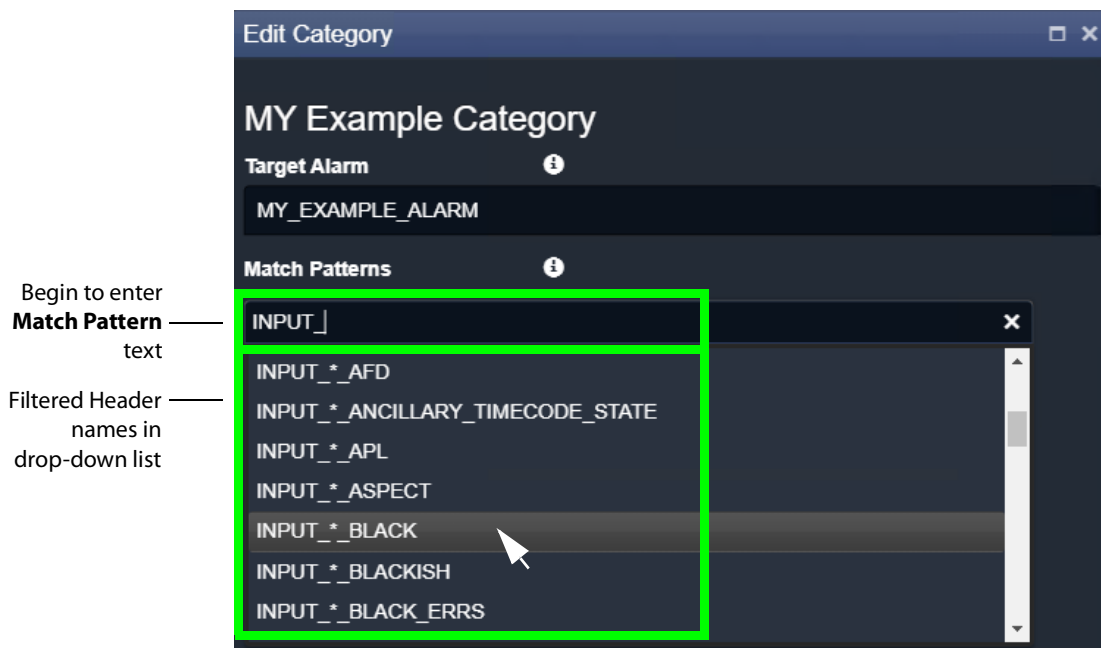 Edit Category
MY Example Category
Target Alarm
MY_EXAMPLE_ALARM
Match Patterns
Begin to enter
Match Pattern
text
INPUT_
Filtered Header
names in
drop-down list
INPUT_*_AFD
INPUT_*_ANCILLARY_TIMECODE_STATE
INPUT_*_APL
INPUT_*_ASPECT
INPUT_*_BLACK
INPUT_*_BLACKISH
INPUT_*_BLACK_ERRS